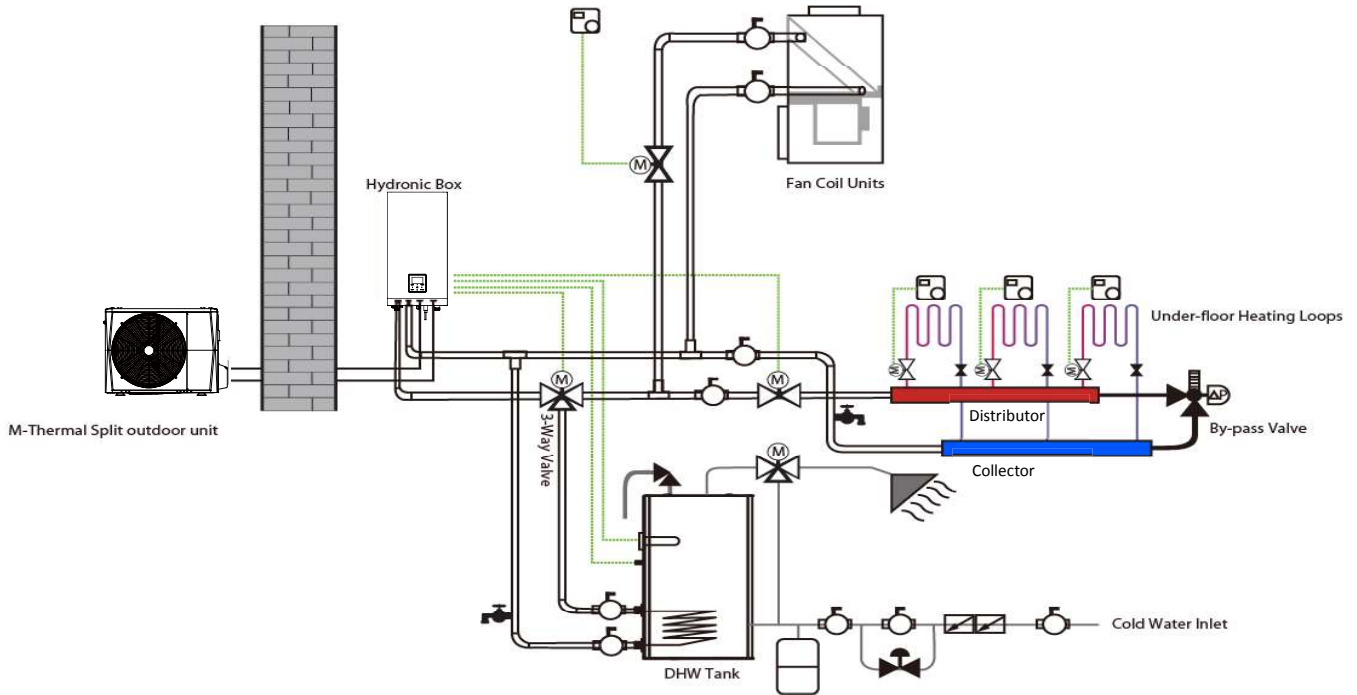 Fan Coil Units
M
Hydronic Box
Under-floor Heating Loops
M
M
M
M
M
ΔP
M-Thermal Split outdoor unit
3-Way Valve
Distributor
By-pass Valve
Collector
M
Cold Water Inlet
DHW Tank